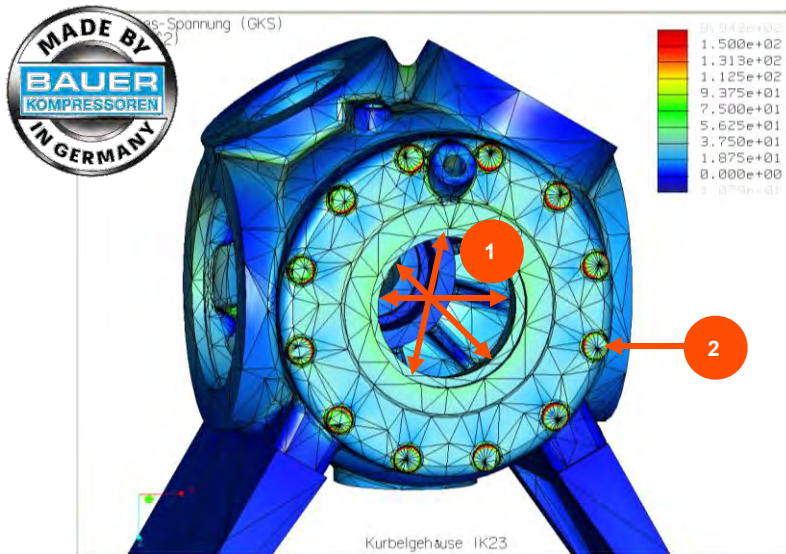 MADE BY
BAUER
KOMPRESSOREN
IN GERMANY
es-Spannung (GKS)
1.500e+02
1.313e+02
1.125e+02
9.375e+01
7.500e+01
5.625e+01
3.750e+01
1.875e+01
0.000e+00
1
2
Kurbelgehäuse IK23